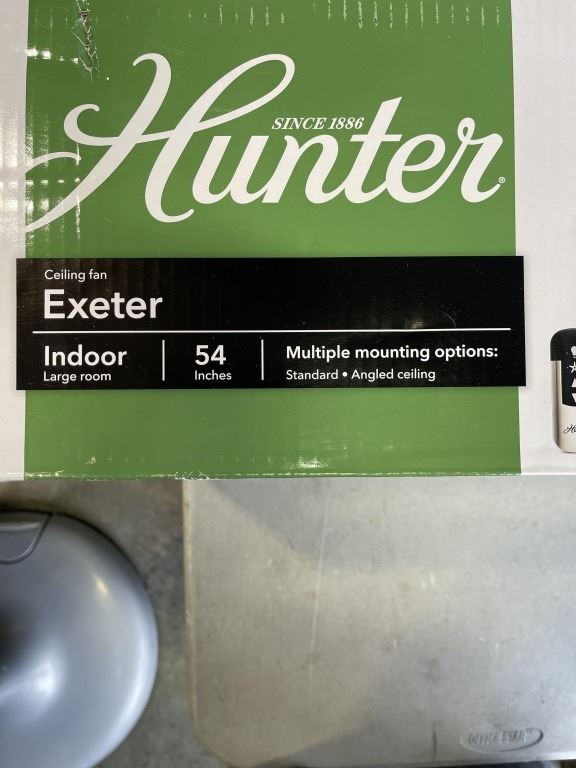 Hunter®
SINCE 1886
Ceiling fan
Exeter
Indoor
Large room
54
Inches
Multiple mounting options:
Standard • Angled ceiling